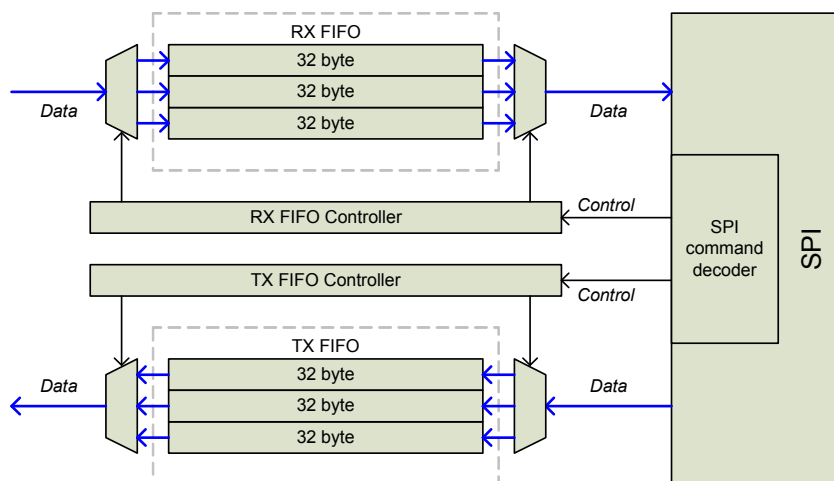 RX FIFO
32 byte
32 byte
32 byte
Data
Data
RX FIFO Controller
Control
SPI
command
decoder
SPI
TX FIFO Controller
Control
TX FIFO
32 byte
32 byte
32 byte
Data
Data